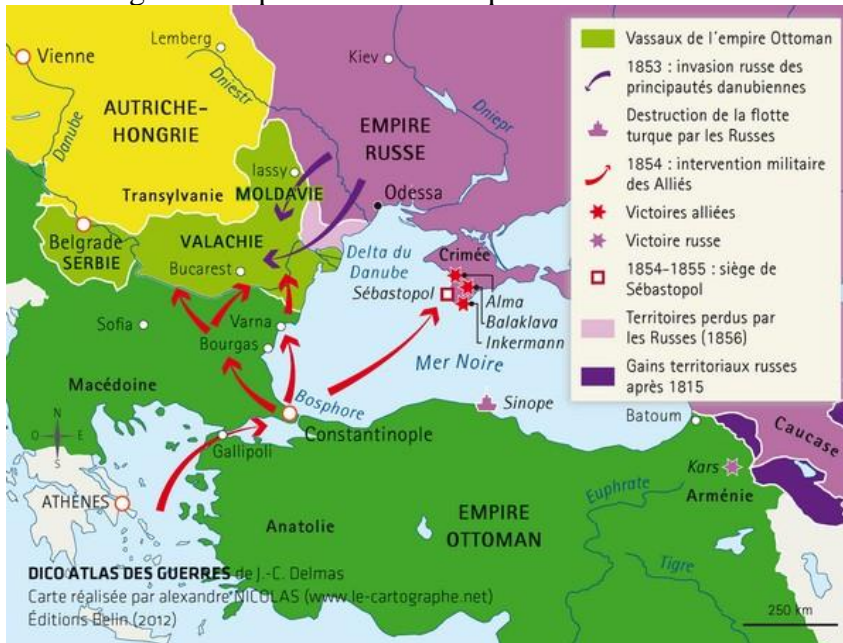 Vienne
Lemberg
Kiev
Dniestr
Dniepr
Danube
AUTRICHE-
HONGRIE
EMPIRE
RUSSE
Iassy
MOLDAVIE
Transylvanie
Odessa
Belgrade
SERBIE
VALACHIE
Bucarest
Delta du
Danube
Crimée
Sébastopol
Alma
Balaklava
Inkermann
Sofia
Varna
Bourgas
Mer Noire
Macédoine
Bosphore
Sinope
Batoum
Caucase
N
O
E
S
Constantinople
Gallipoli
Kars
Arménie
ATHÈNES
Euphrate
Anatolie
EMPIRE
OTTOMAN
Tigre
Vassaux de l'empire Ottoman
1853 : invasion russe des
principautés danubiennes
Destruction de la flotte
turque par les Russes
1854 : intervention militaire
des Alliés
Victoires alliées
Victoire russe
1854-1855 : siège de
Sébastopol
Territoires perdus par
les Russes (1856)
Gains territoriaux russes
après 1815
DICO ATLAS DES GUERRES de J.-C. Delmas
Carte réalisée par alexandre NICOLAS (www.le-cartographe.net)
Éditions Belin (2012)
250 km